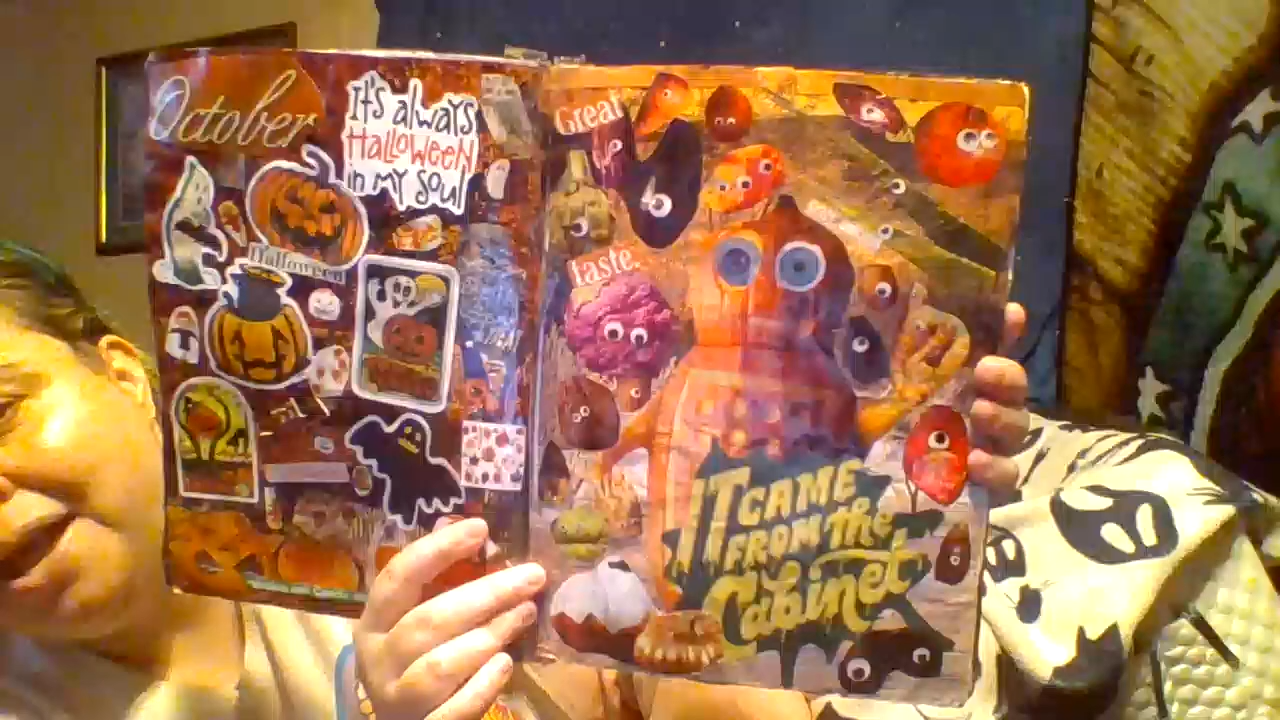 October
It's always
Halloween
in my soul
Halloween
Great
taste.
IT CAME
FROM the
Cabinet